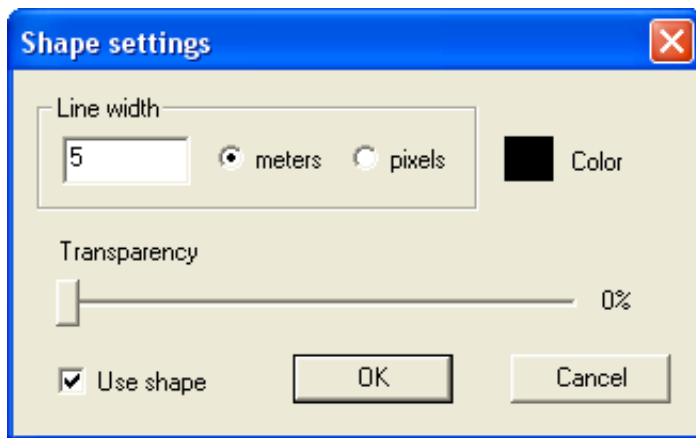 Shape settings
Line width
5 meters pixels Color
Transparency
0%
Use shape OK Cancel